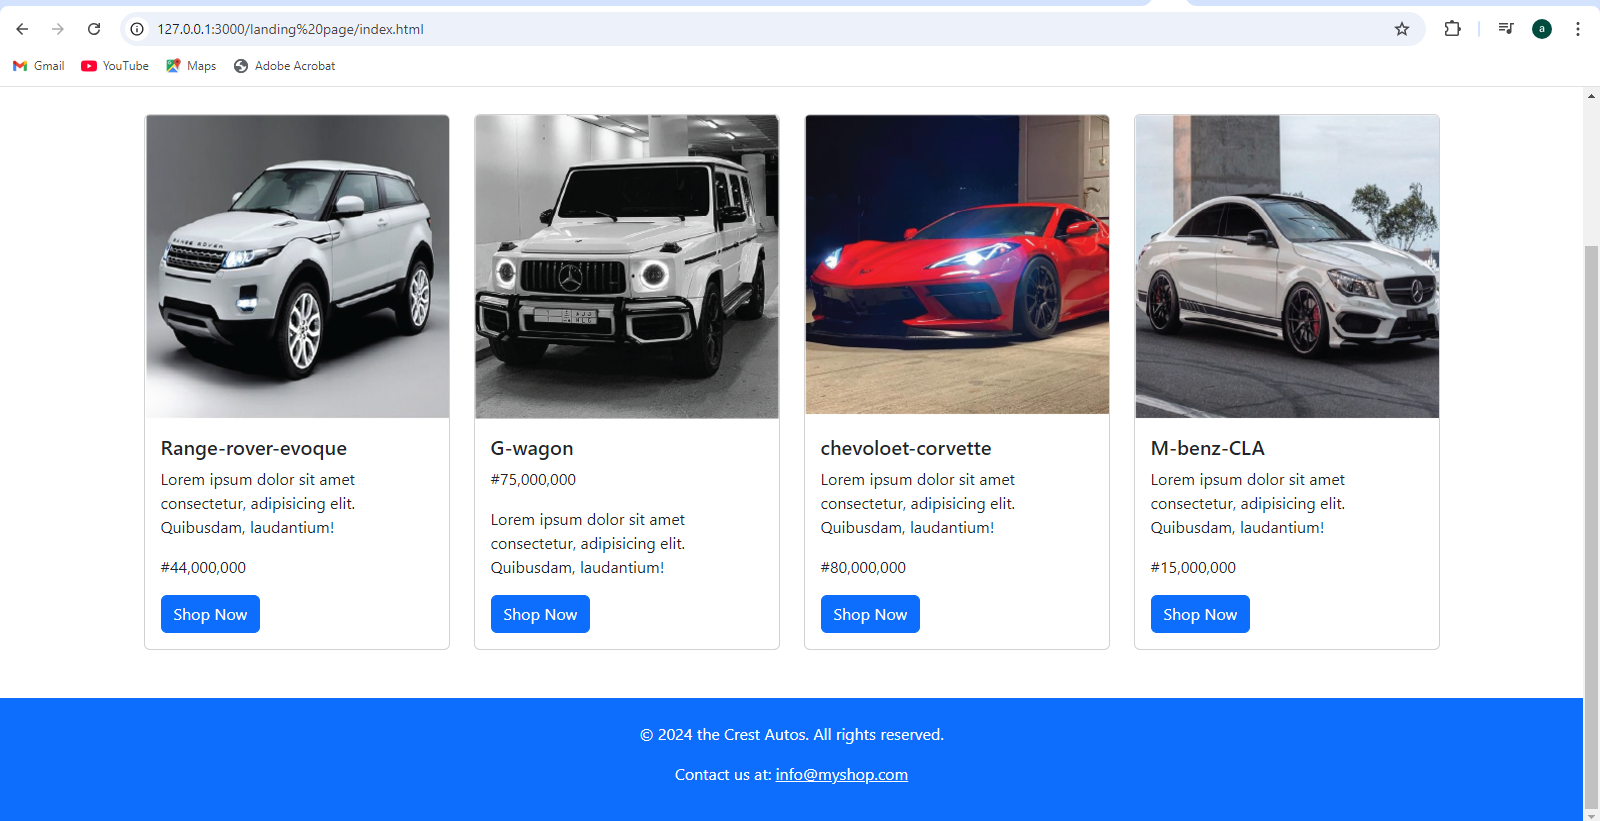 127.0.0.1:3000/landing%20page/index.html
a
Gmail
YouTube
Maps
Adobe Acrobat
RANGE ROVER
Range-rover-evoque
Lorem ipsum dolor sit amet
consectetur, adipisicing elit.
Quibusdam, laudantium!
#44,000,000
Shop Now
G-wagon
#75,000,000
Lorem ipsum dolor sit amet
consectetur, adipisicing elit.
Quibusdam, laudantium!
Shop Now
chevoloet-corvette
Lorem ipsum dolor sit amet
consectetur, adipisicing elit.
Quibusdam, laudantium!
#80,000,000
Shop Now
M-benz-CLA
Lorem ipsum dolor sit amet
consectetur, adipisicing elit.
Quibusdam, laudantium!
#15,000,000
Shop Now
© 2024 the Crest Autos. All rights reserved.
Contact us at: info@myshop.com